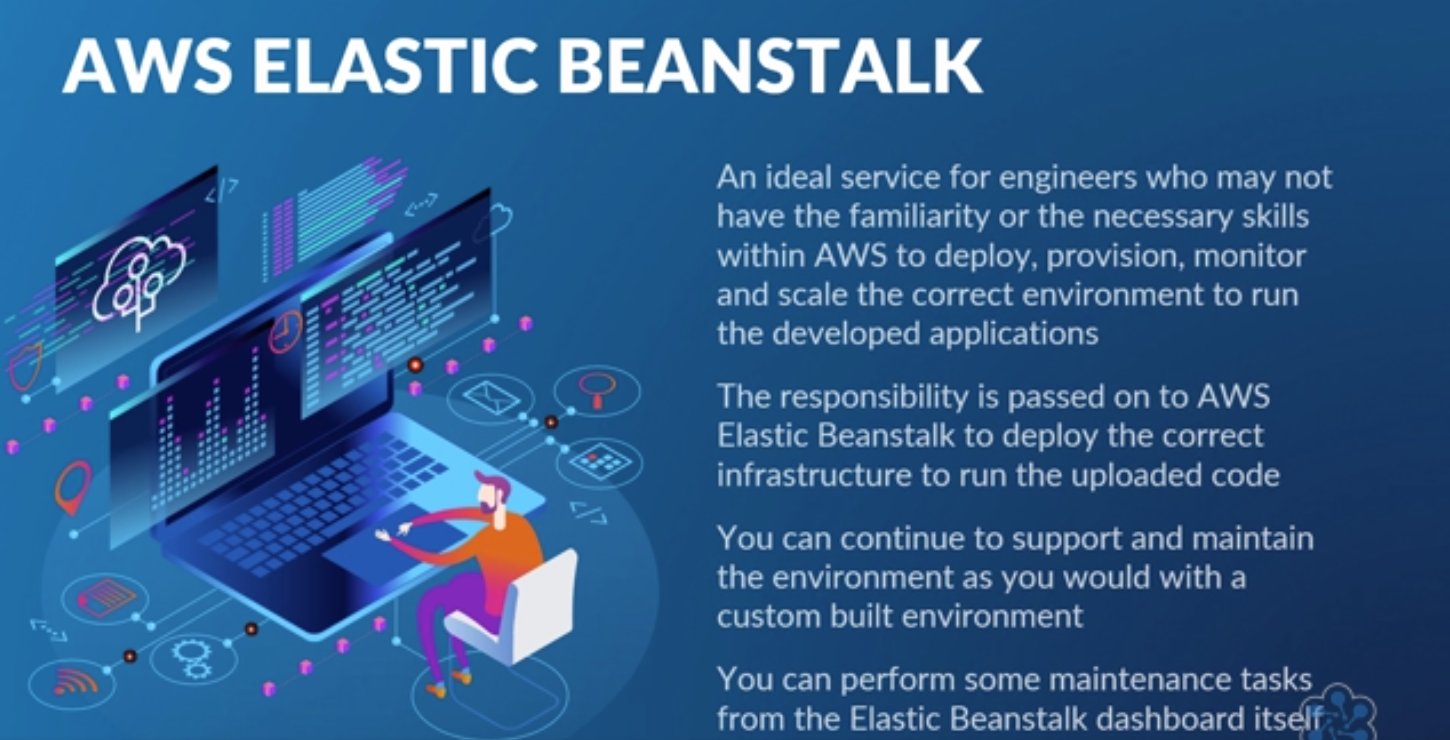 AWS ELASTIC BEANSTALK
An ideal service for engineers who may not
have the familiarity or the necessary skills
within AWS to deploy, provision, monitor
and scale the correct environment to run
the developed applications
The responsibility is passed on to AWS
Elastic Beanstalk to deploy the correct
infrastructure to run the uploaded code
You can continue to support and maintain
the environment as you would with a
custom built environment
You can perform some maintenance tasks
from the Elastic Beanstalk dashboard itself